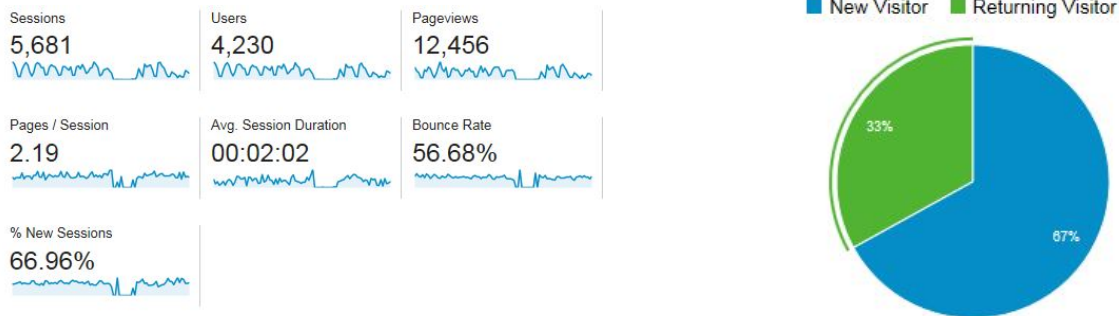 Sessions
5,681
Users
4,230
Pageviews
12,456
Pages / Session
2.19
Avg. Session Duration
00:02:02
Bounce Rate
56.68%
% New Sessions
66.96%
New Visitor
Returning Visitor
33%
67%